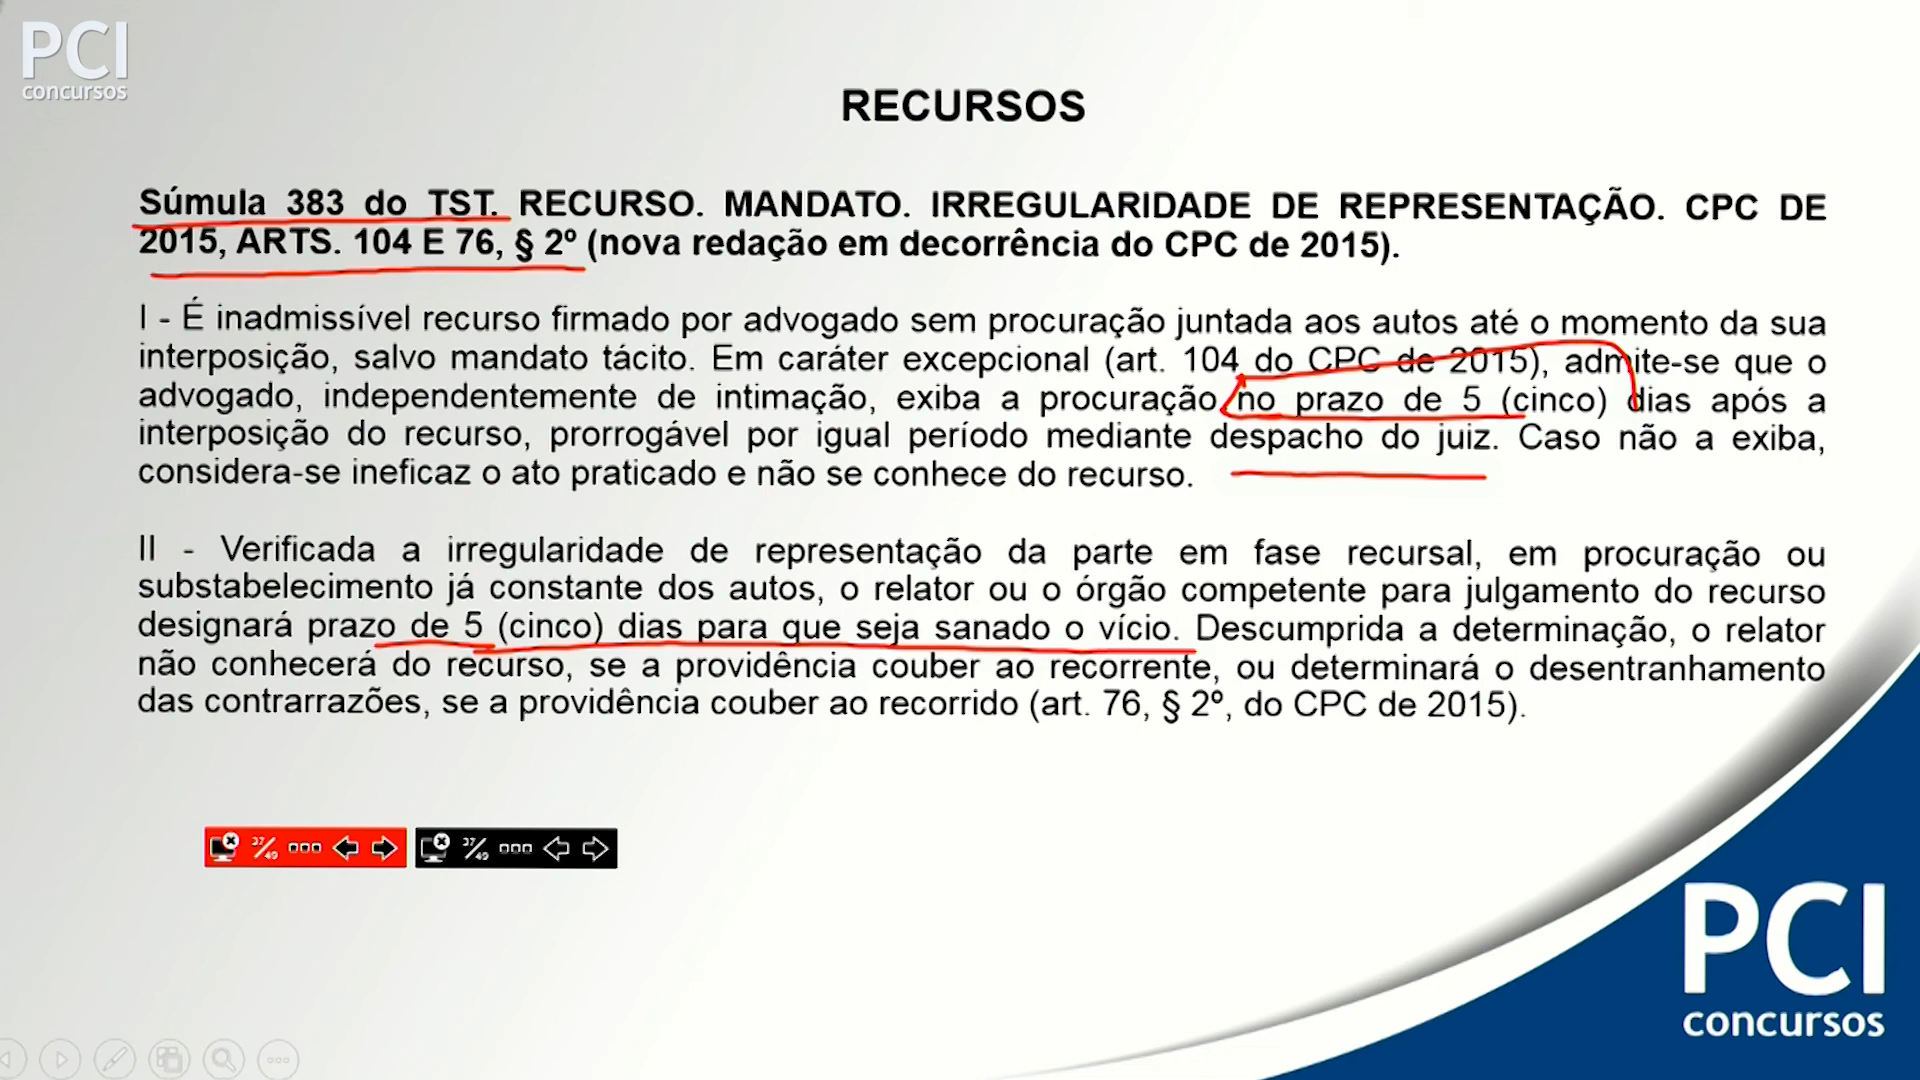 PCI
concursos
RECURSOS
Súmula 383 do TST. RECURSO. MANDATO. IRREGULARIDADE DE REPRESENTAÇÃO. CPC DE
2015, ARTS. 104 E 76, § 2º (nova redação em decorrência do CPC de 2015).
I - É inadmissível recurso firmado por advogado sem procuração juntada aos autos até o momento da sua
interposição, salvo mandato tácito. Em caráter excepcional (art. 104 do CPC de 2015), admite-se que o
advogado, independentemente de intimação, exiba a procuração no prazo de 5 (cinco) dias após a
interposição do recurso, prorrogável por igual período mediante despacho do juiz. Caso não a exiba,
considera-se ineficaz o ato praticado e não se conhece do recurso.
II - Verificada a irregularidade de representação da parte em fase recursal, em procuração ou
substabelecimento já constante dos autos, o relator ou o órgão competente para julgamento do recurso
designará prazo de 5 (cinco) dias para que seja sanado o vício. Descumprida a determinação, o relator
não conhecerá do recurso, se a providência couber ao recorrente, ou determinará o desentranhamento
das contrarrazões, se a providência couber ao recorrido (art. 76, § 2º, do CPC de 2015).
37/49 37/49
PCI
concursos